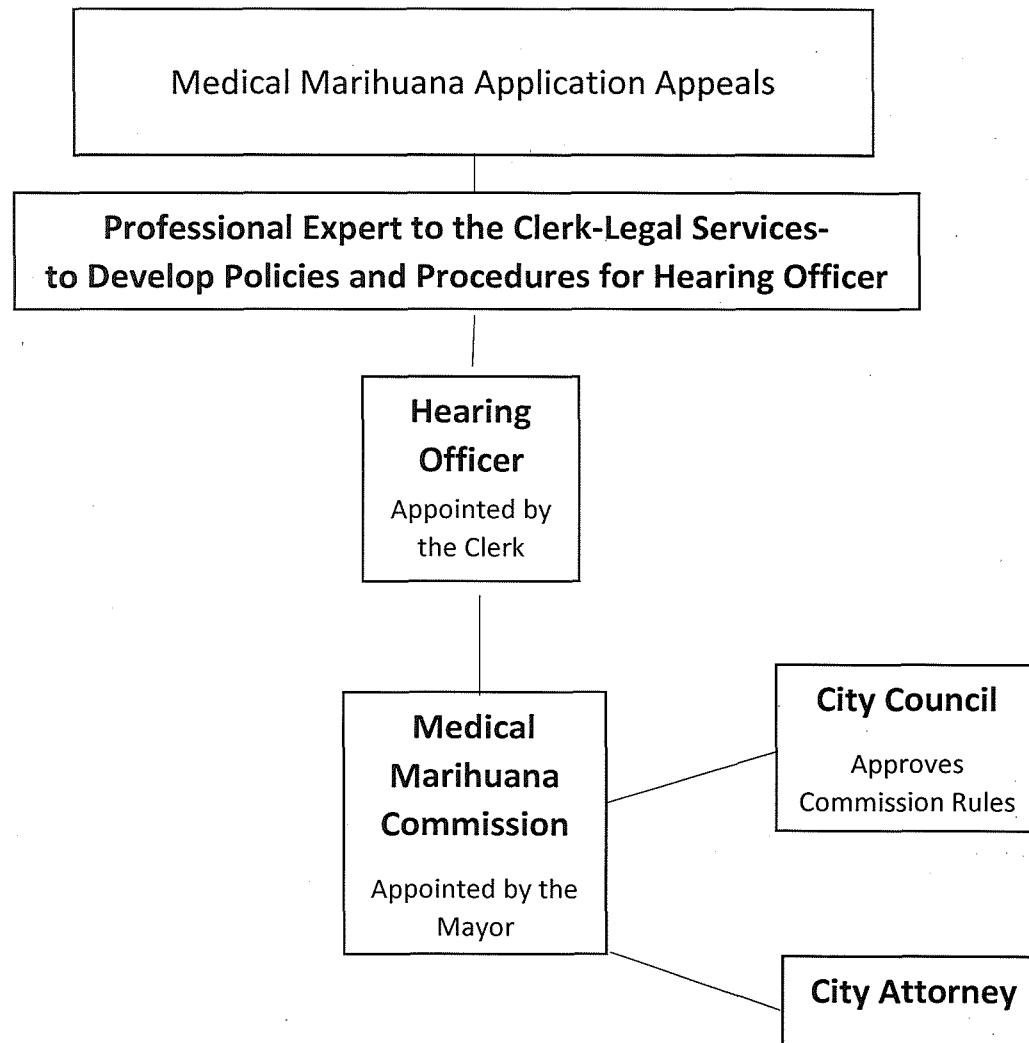 Medical Marihuana Application Appeals
Professional Expert to the Clerk-Legal Services-
to Develop Policies and Procedures for Hearing Officer
Hearing
Officer
Appointed by
the Clerk
Medical
Marihuana
Commission
Appointed by the
Mayor
City Council
Approves
Commission Rules
City Attorney